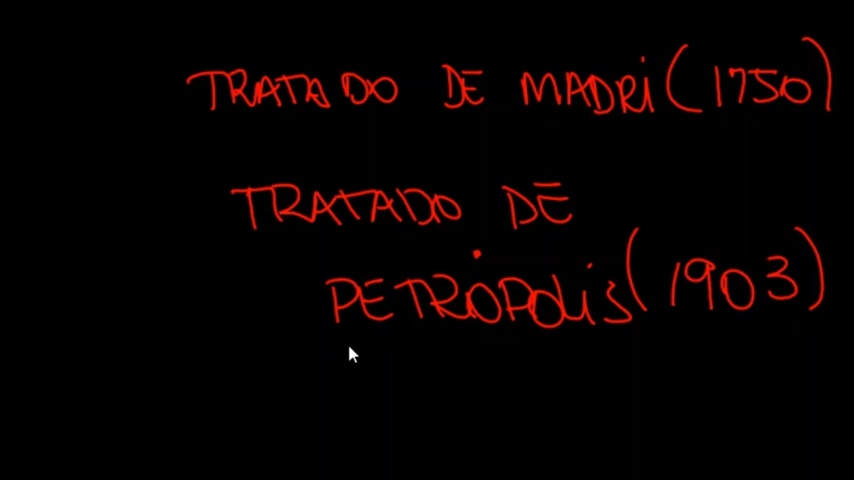 TRATADO DE MADRI (1750)
TRATADO DE
PETRÓPOLIS (1903)